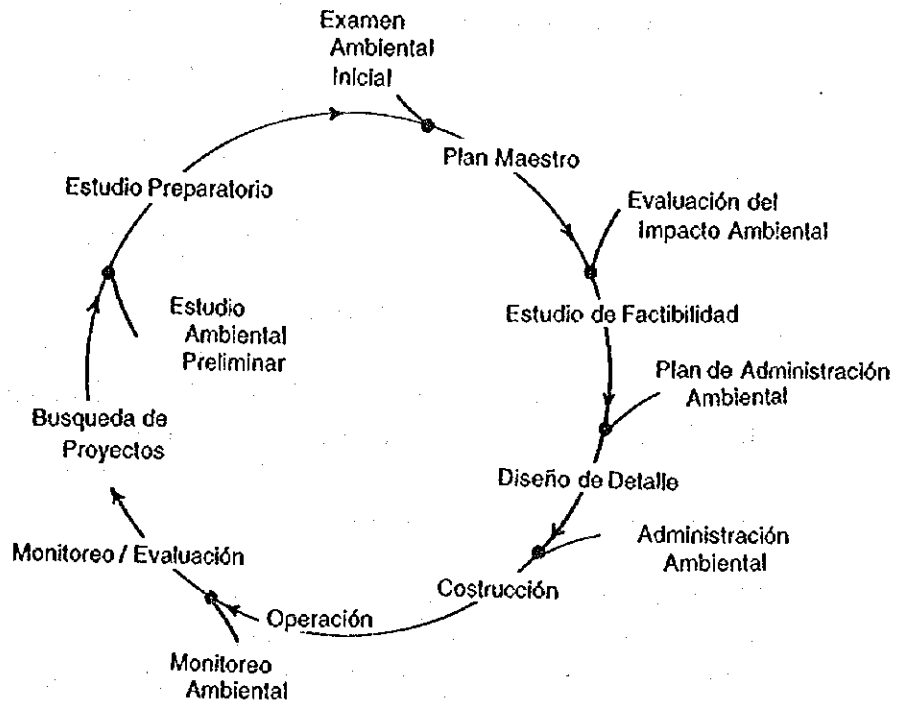 Examen
Ambiental
Inicial
Plan Maestro
Estudio Preparatorio
Evaluación del
Impacto Ambiental
Estudio
Ambiental
Preliminar
Estudio de Factibilidad
Plan de Administración
Ambiental
Busqueda de
Proyectos
Diseño de Detalle
Monitoreo / Evaluación
Administración
Ambiental
Costrucción
Operación
Monitoreo
Ambiental